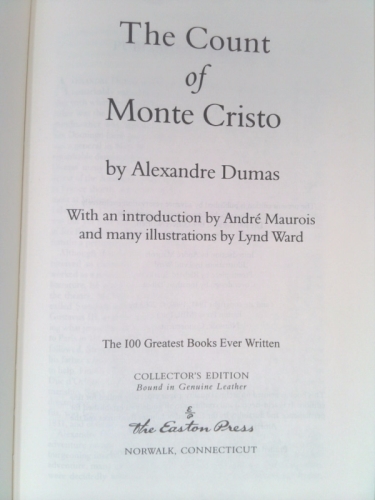 The Count
of
Monte Cristo
by Alexandre Dumas
With an introduction by André Maurois
and many illustrations by Lynd Ward
The 100 Greatest Books Ever Written
COLLECTOR'S EDITION
Bound in Genuine Leather
The Easton Press
NORWALK, CONNECTICUT